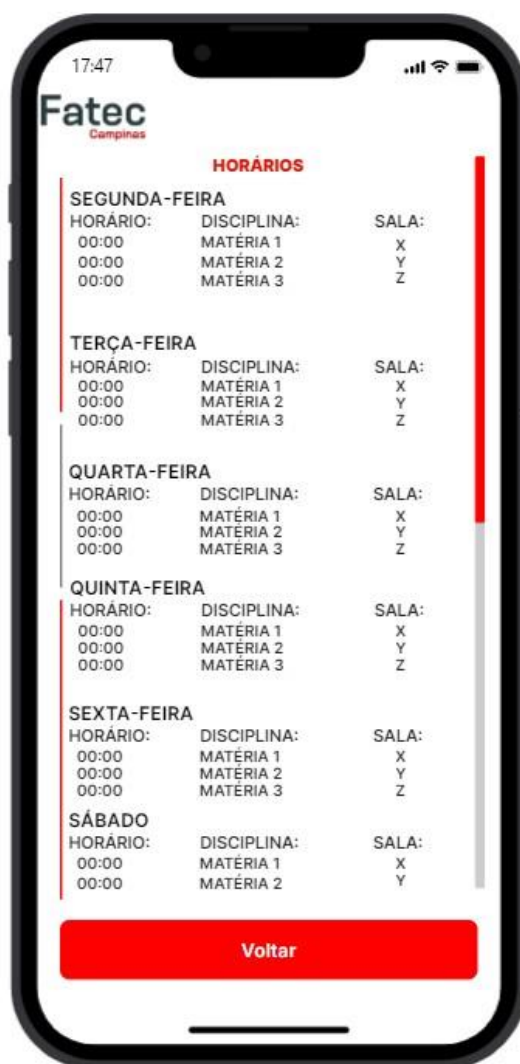 17:47
Fatec
Campinas
HORÁRIOS
SEGUNDA-FEIRA
HORÁRIO: DISCIPLINA: SALA:
00:00 MATÉRIA 1 X
00:00 MATÉRIA 2 Y
00:00 MATÉRIA 3 Z
TERÇA-FEIRA
HORÁRIO: DISCIPLINA: SALA:
00:00 MATÉRIA 1 X
00:00 MATÉRIA 2 Y
00:00 MATÉRIA 3 Z
QUARTA-FEIRA
HORÁRIO: DISCIPLINA: SALA:
00:00 MATÉRIA 1 X
00:00 MATÉRIA 2 Y
00:00 MATÉRIA 3 Z
QUINTA-FEIRA
HORÁRIO: DISCIPLINA: SALA:
00:00 MATÉRIA 1 X
00:00 MATÉRIA 2 Y
00:00 MATÉRIA 3 Z
SEXTA-FEIRA
HORÁRIO: DISCIPLINA: SALA:
00:00 MATÉRIA 1 X
00:00 MATÉRIA 2 Y
00:00 MATÉRIA 3 Z
SÁBADO
HORÁRIO: DISCIPLINA: SALA:
00:00 MATÉRIA 1 X
00:00 MATÉRIA 2 Y
Voltar